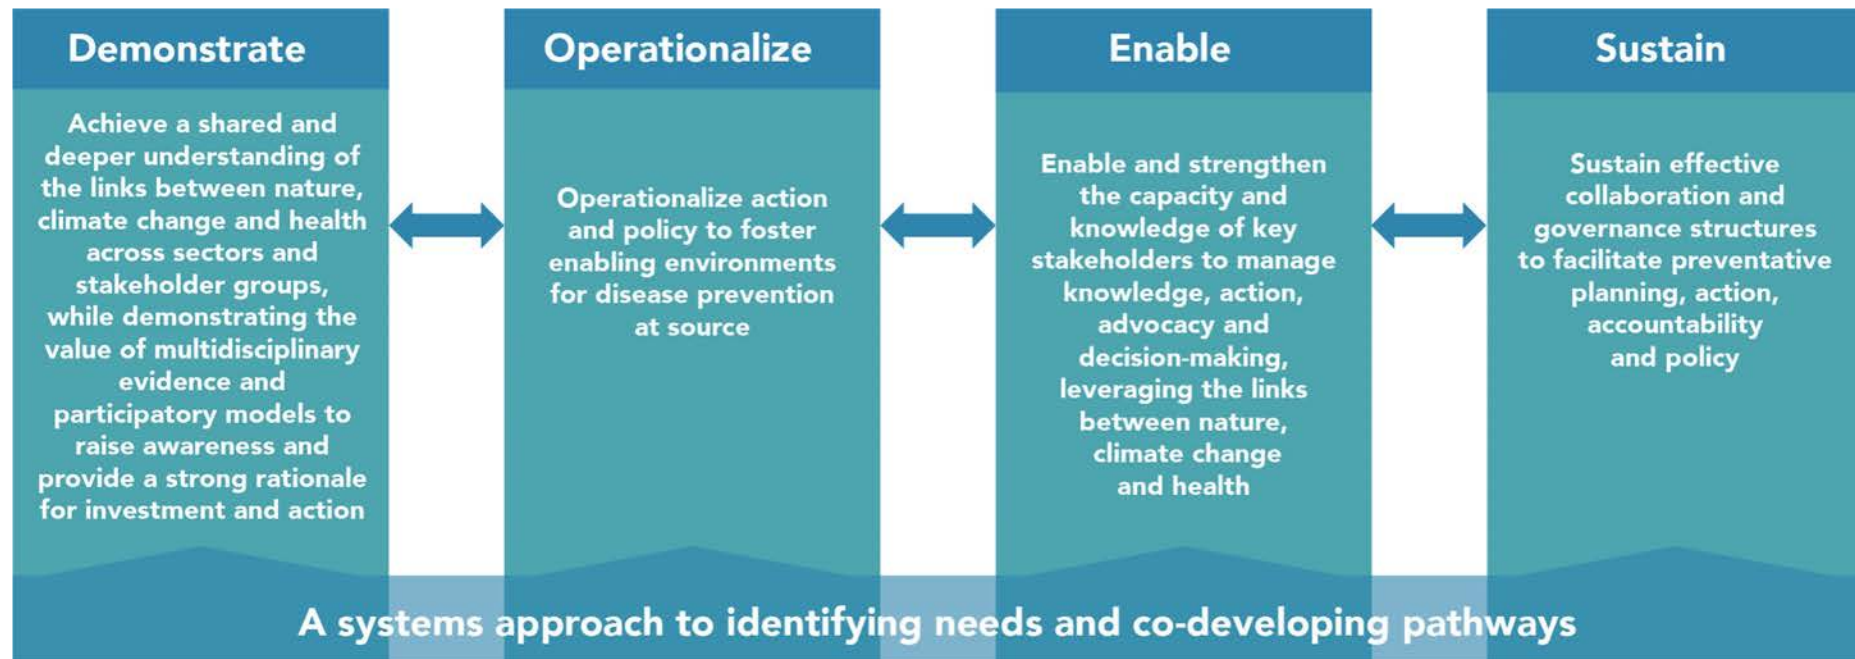 Demonstrate
Achieve a shared and
deeper understanding of
the links between nature,
climate change and health
across sectors and
stakeholder groups,
while demonstrating the
value of multidisciplinary
evidence and
participatory models to
raise awareness and
provide a strong rationale
for investment and action
Operationalize
Operationalize action
and policy to foster
enabling environments
for disease prevention
at source
Enable
Enable and strengthen
the capacity and
knowledge of key
stakeholders to manage
knowledge, action,
advocacy and
decision-making,
leveraging the links
between nature,
climate change
and health
Sustain
Sustain effective
collaboration and
governance structures
to facilitate preventative
planning, action,
accountability
and policy
A systems approach to identifying needs and co-developing pathways